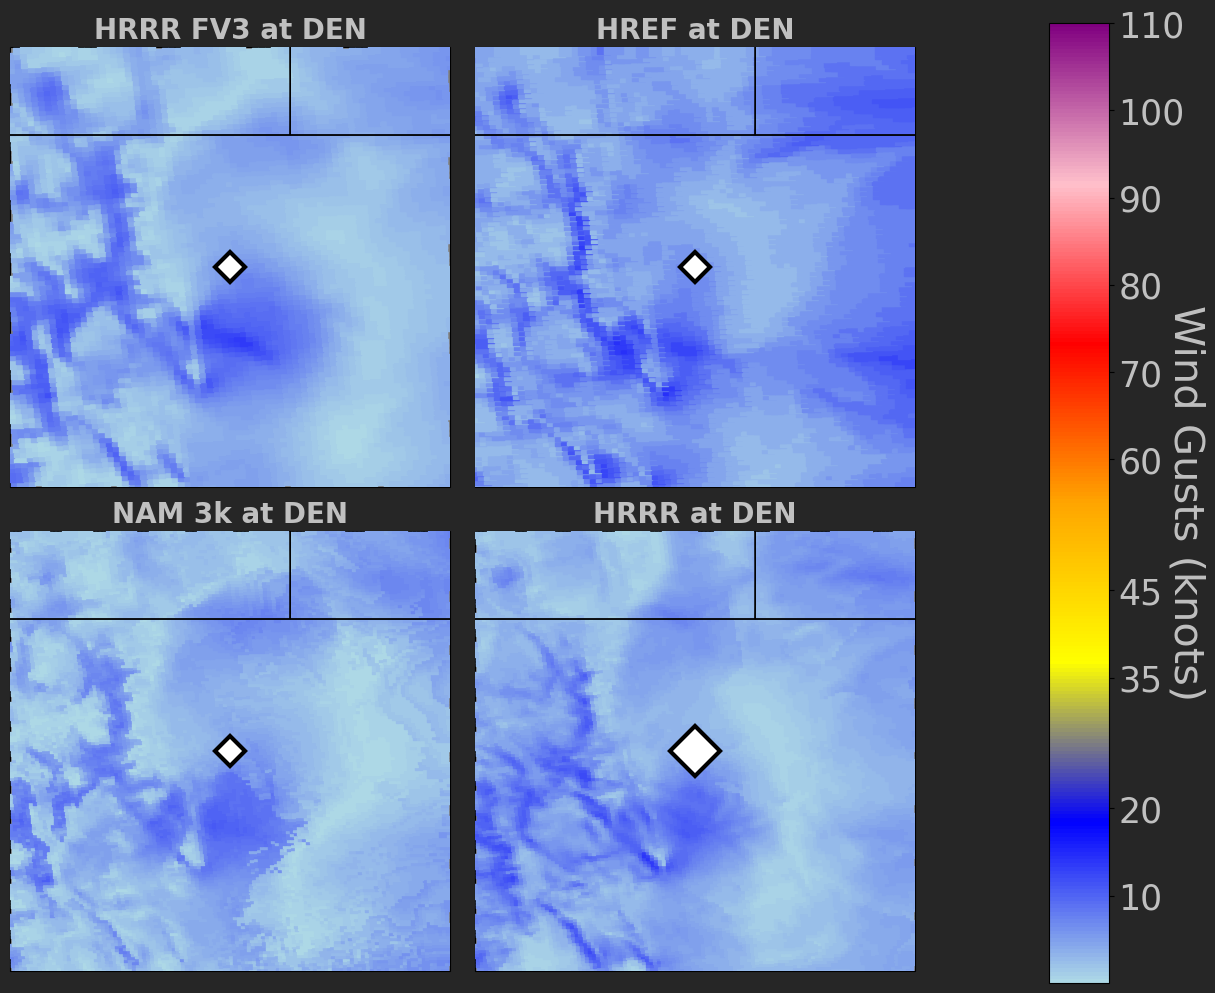 HRRR FV3 at DEN
HREF at DEN
NAM 3k at DEN
HRRR at DEN
110
100
90
80
70
60
45
35
20
10
Wind Gusts (knots)